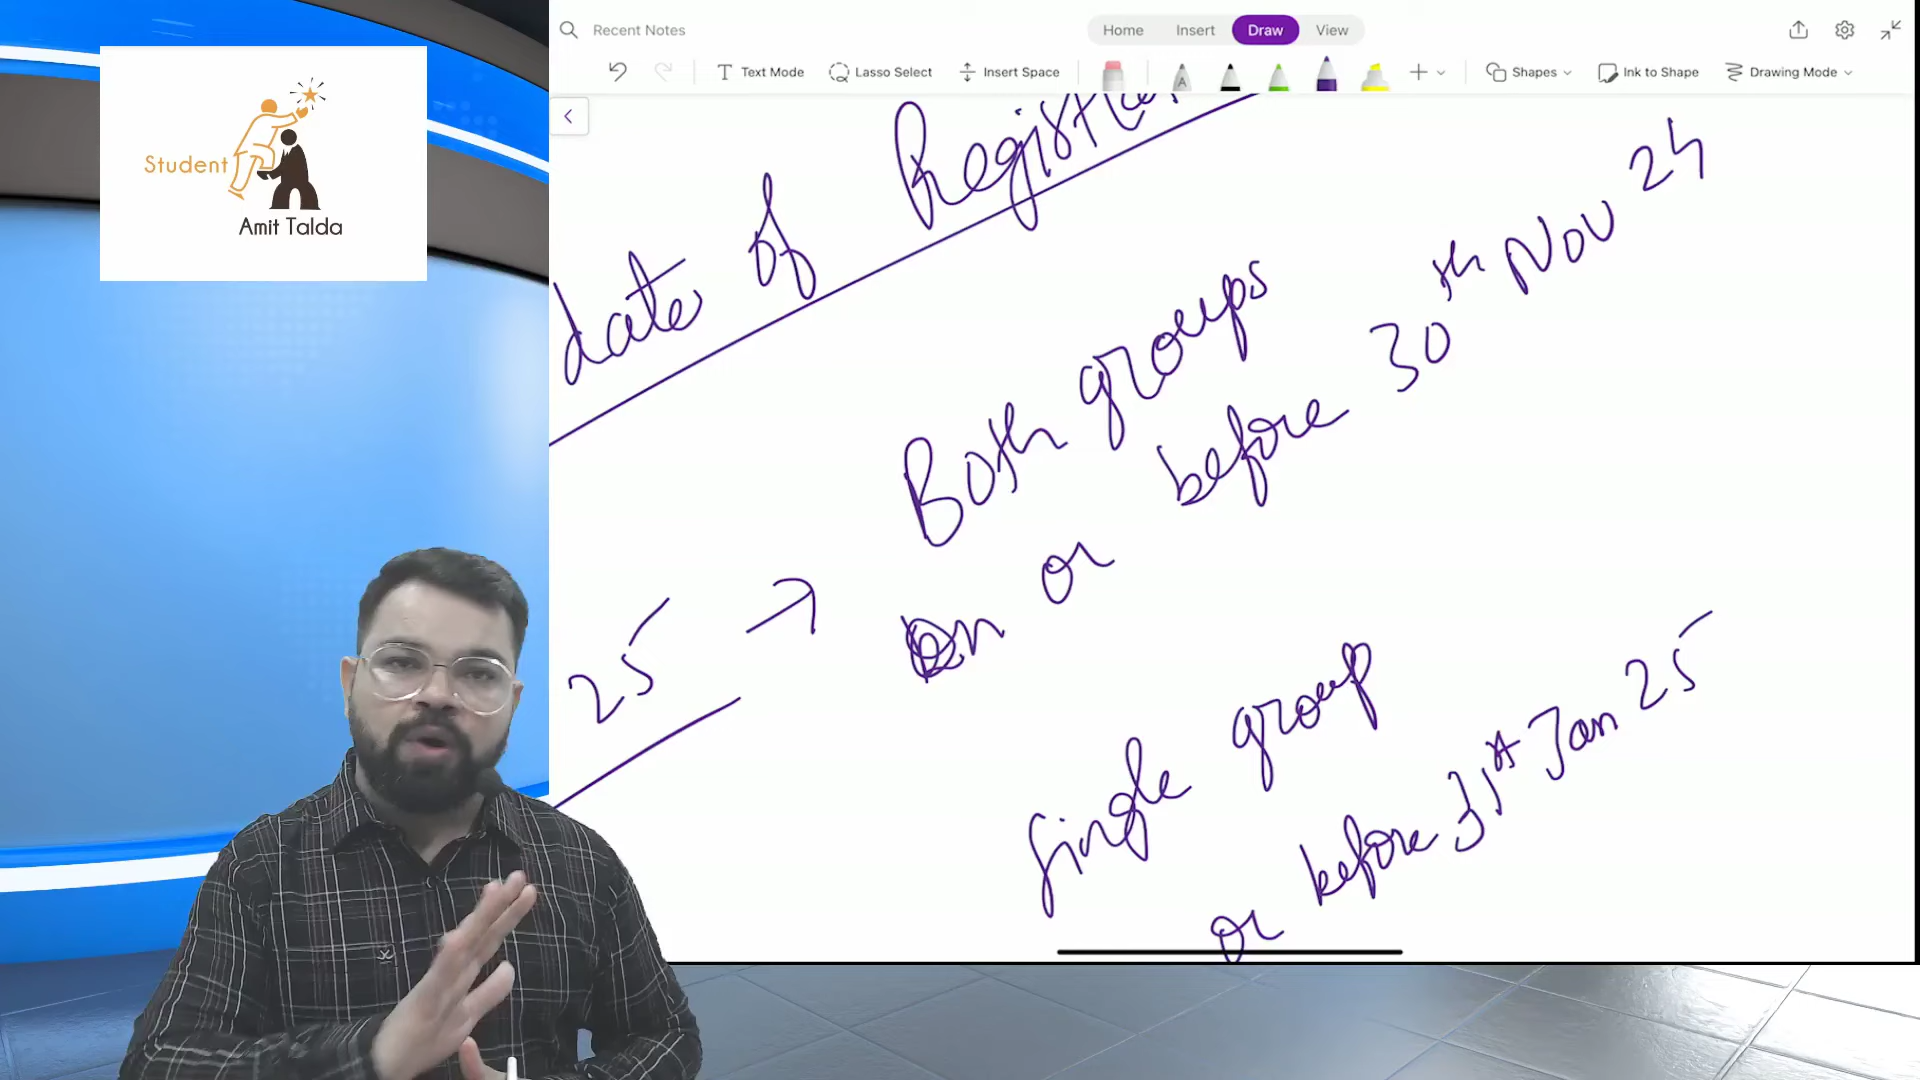 Student
Amit Talda
Recent Notes
Home
Insert
Draw
View
Text Mode
Lasso Select
Insert Space
A
Shapes
Ink to Shape
Drawing Mode
date of
Both groups
on or before 30th Nov 24
25 →
Single group
or before 31st Jan 25